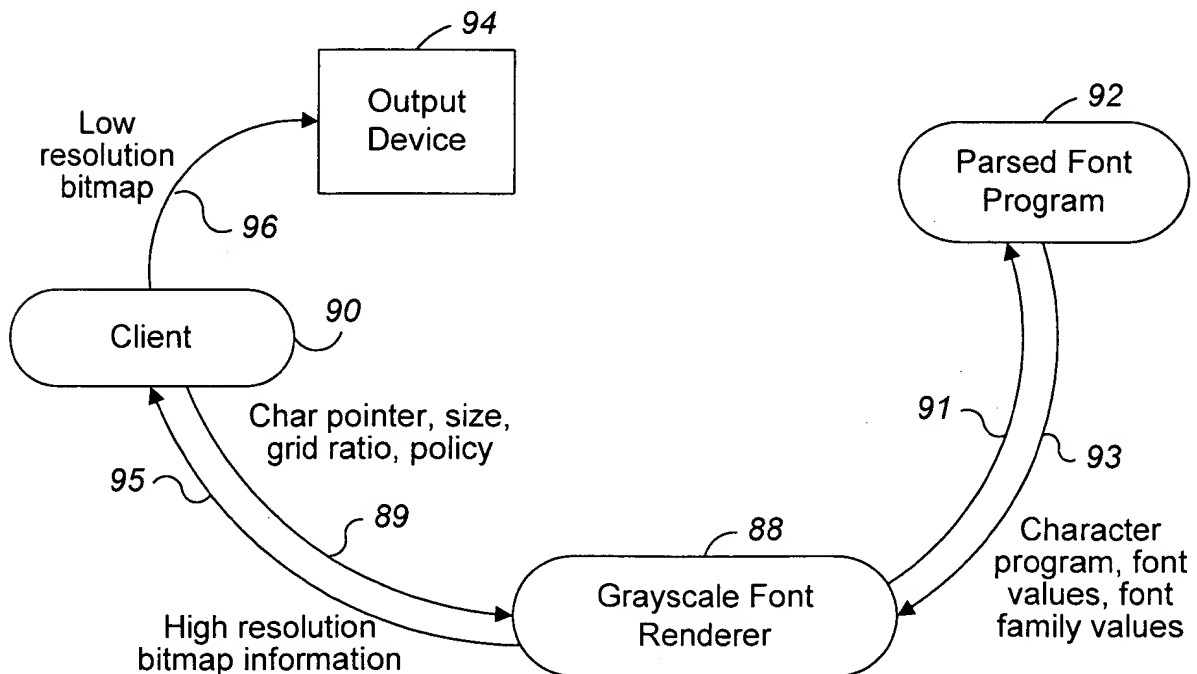 94
Output
Device
Low
resolution
bitmap
96
92
Parsed Font
Program
Client
90
Char pointer, size,
grid ratio, policy
95
89
91
93
Character
program, font
values, font
family values
88
Grayscale Font
Renderer
High resolution
bitmap information